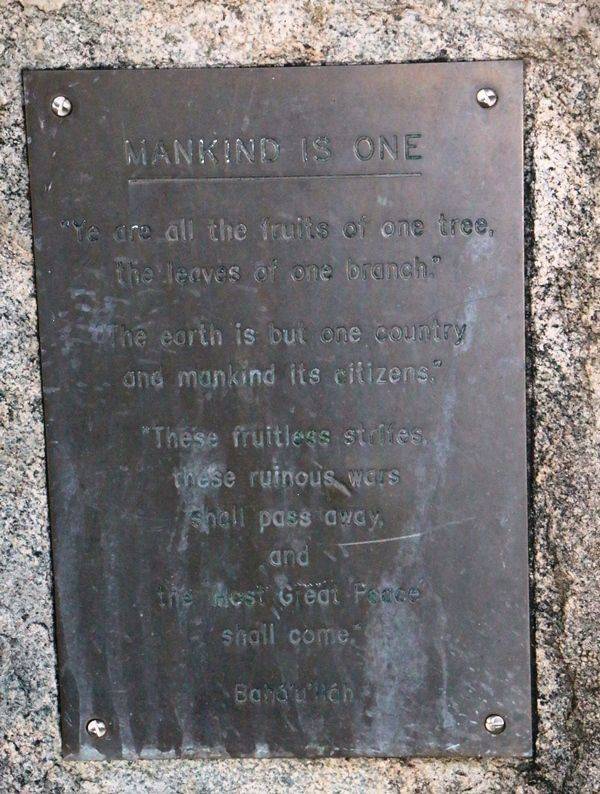 MANKIND IS ONE
"Ye are all the fruits of one tree,
the leaves of one branch."
"The earth is but one country
and mankind its citizens."
"These fruitless strifes,
these ruinous wars
shall pass away,
and
the 'Most Great Peace'
shall come."
Bahá'u'lláh